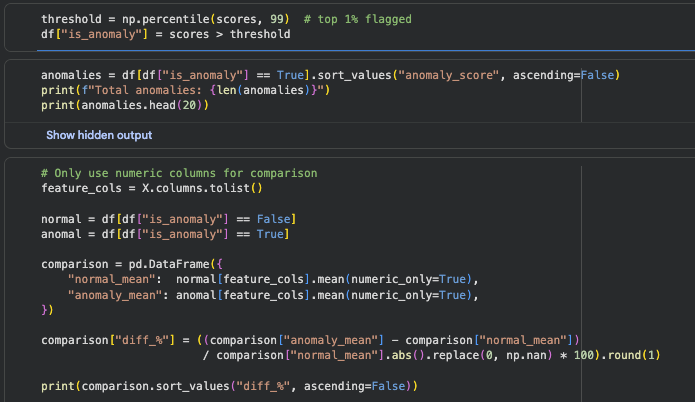 threshold = np.percentile(scores, 99)  # top 1% flagged
df["is_anomaly"] = scores > threshold
anomalies = df[df["is_anomaly"] == True].sort_values("anomaly_score", ascending=False)
print(f"Total anomalies: {len(anomalies)}")
print(anomalies.head(20))
Show hidden output
# Only use numeric columns for comparison
feature_cols = X.columns.tolist()
normal = df[df["is_anomaly"] == False]
anomal = df[df["is_anomaly"] == True]
comparison = pd.DataFrame({
    "normal_mean":  normal[feature_cols].mean(numeric_only=True),
    "anomaly_mean": anomal[feature_cols].mean(numeric_only=True),
})
comparison["diff_%"] = ((comparison["anomaly_mean"] - comparison["normal_mean"])
                        / comparison["normal_mean"].abs().replace(0, np.nan) * 100).round(1)
print(comparison.sort_values("diff_%", ascending=False))